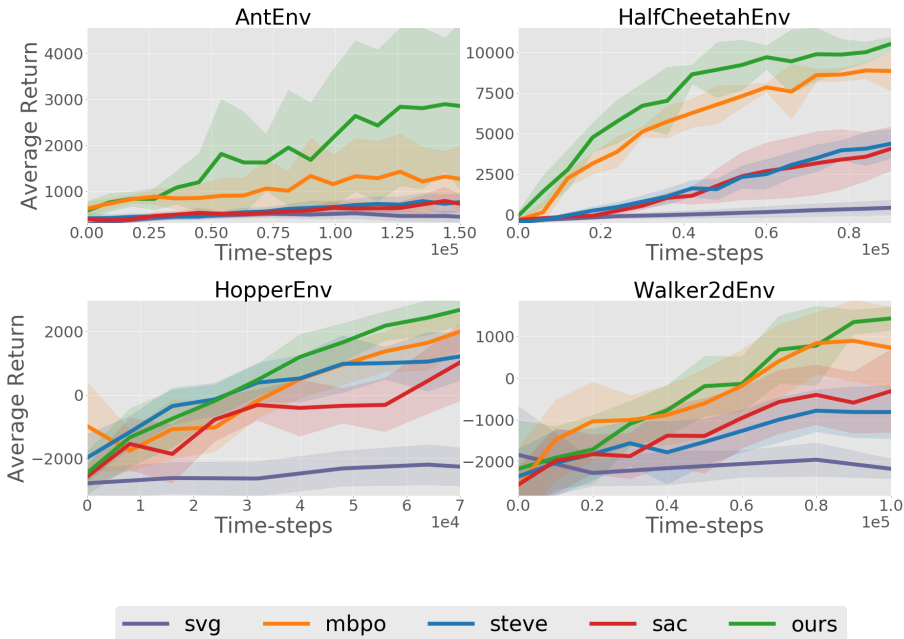 AntEnv
HalfCheetahEnv
Average Return
4000
3000
2000
1000
0.00 0.25 0.50 0.75 1.00 1.25 1.50
1e5
Time-steps
10000
7500
5000
2500
0
0.0 0.2 0.4 0.6 0.8
1e5
Time-steps
HopperEnv
Walker2dEnv
Average Return
2000
0
−2000
0 1 2 3 4 5 6 7
1e4
Time-steps
1000
0
−1000
−2000
0.0 0.2 0.4 0.6 0.8 1.0
1e5
Time-steps
svg mbpo steve sac ours